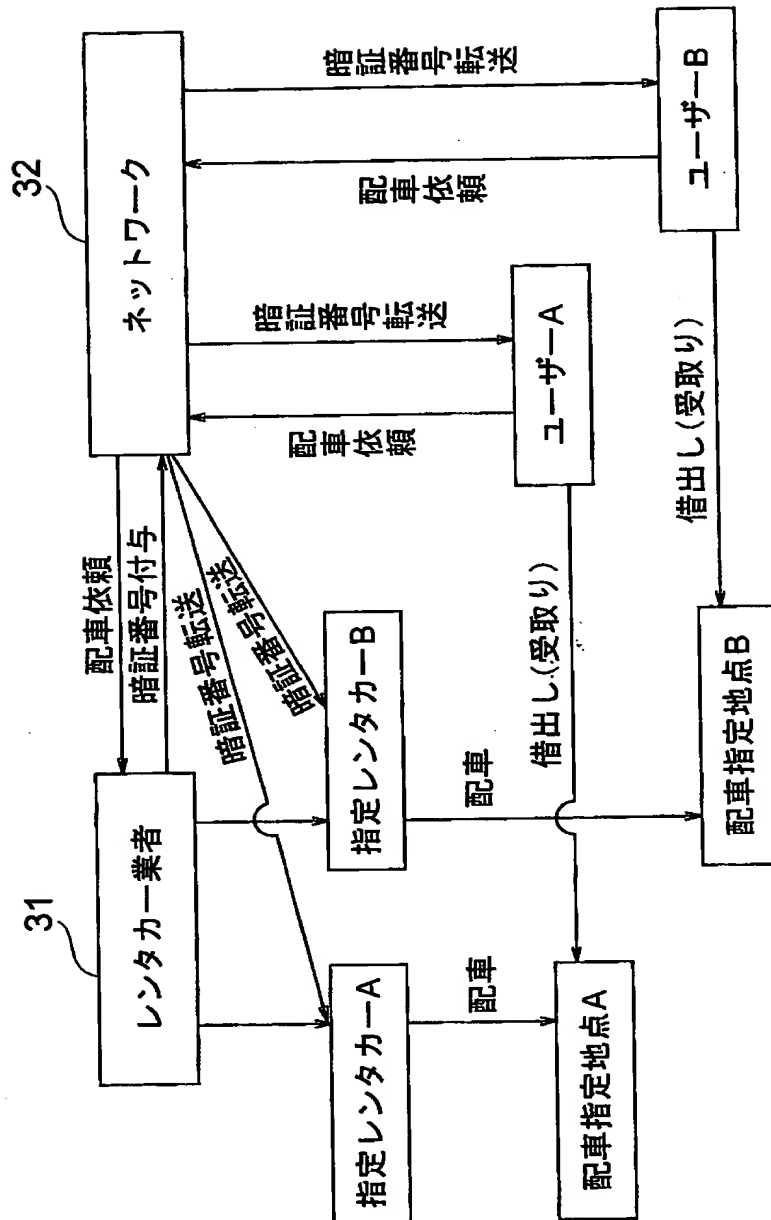 31
レンタカー業者
32
ネットワーク
配車依頼
暗証番号付与
暗証番号転送
暗証番号転送
配車依頼
暗証番号転送
配車依頼
暗証番号転送
指定レンタカーA
指定レンタカーB
ユーザーA
ユーザーB
配車
配車
借出し(受取り)
借出し(受取り)
配車指定地点A
配車指定地点B